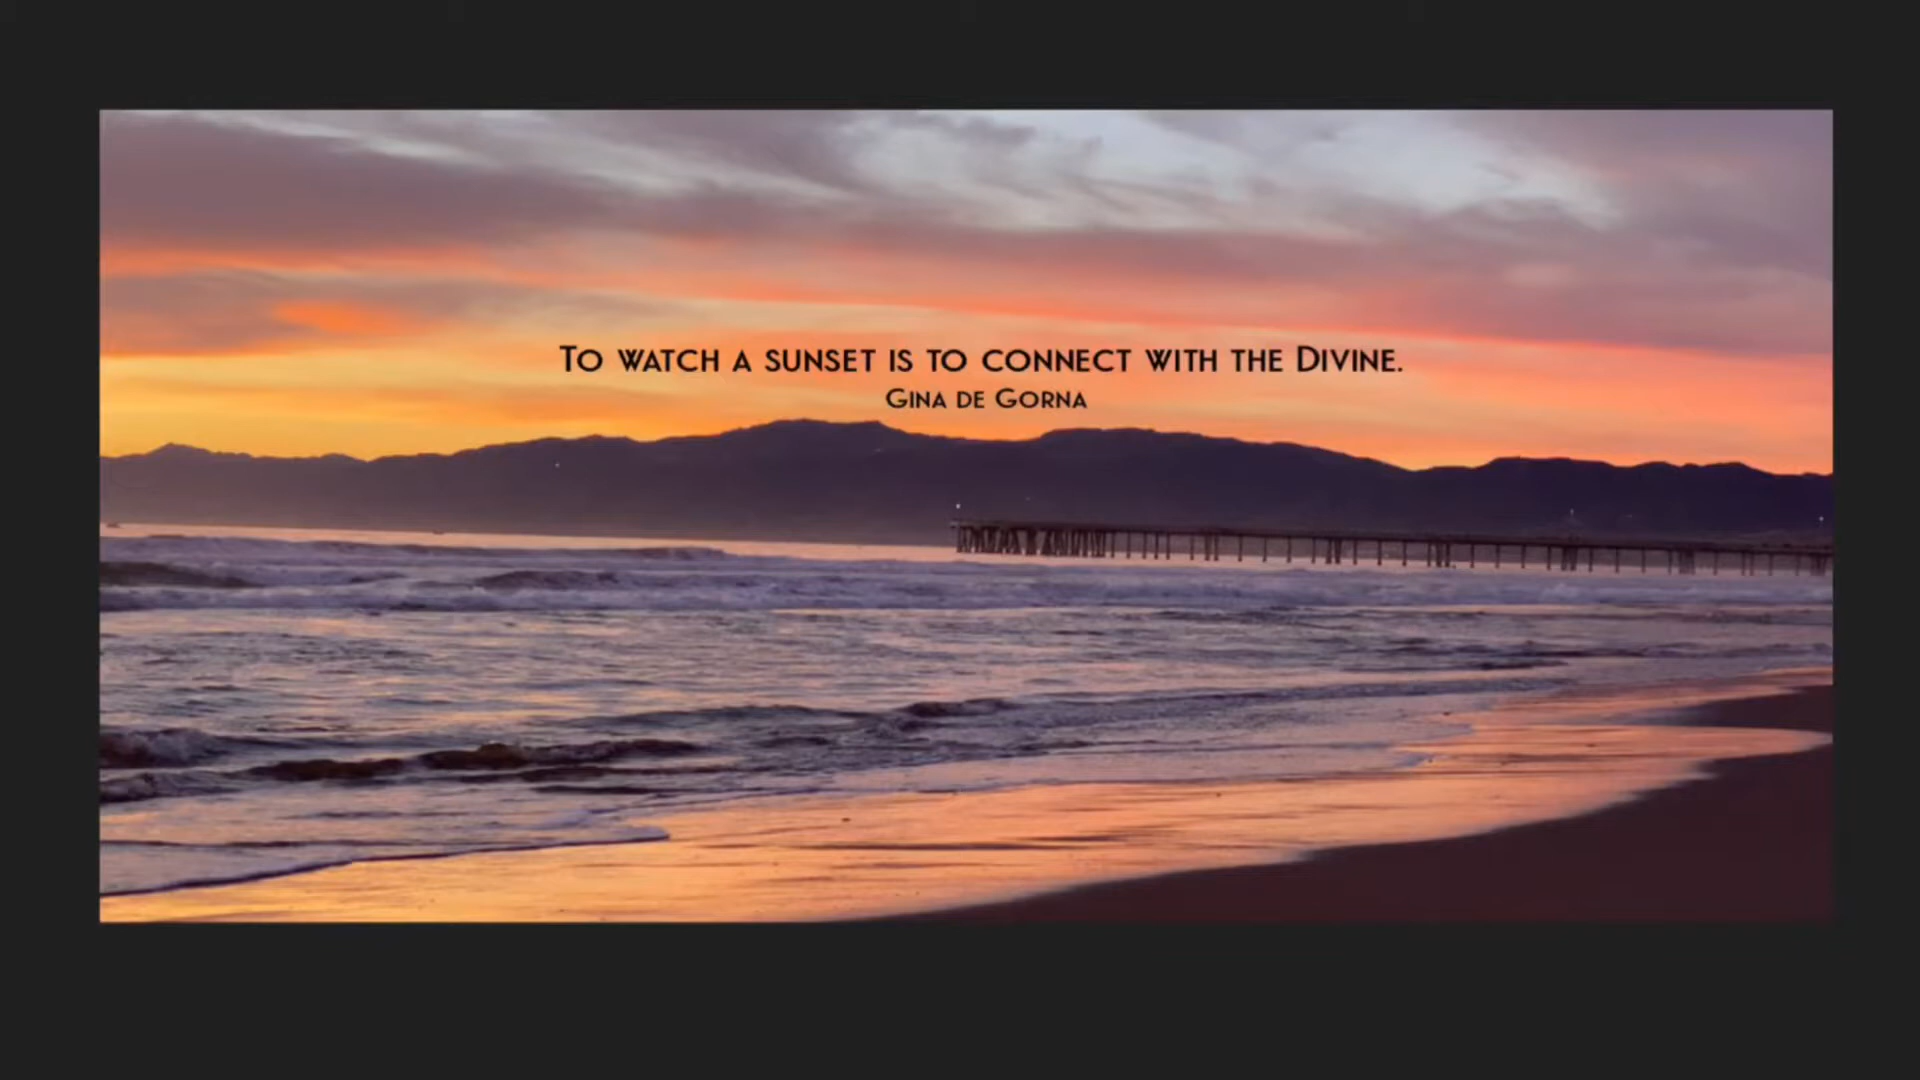 To watch a sunset is to connect with the Divine.
Gina de Gorna